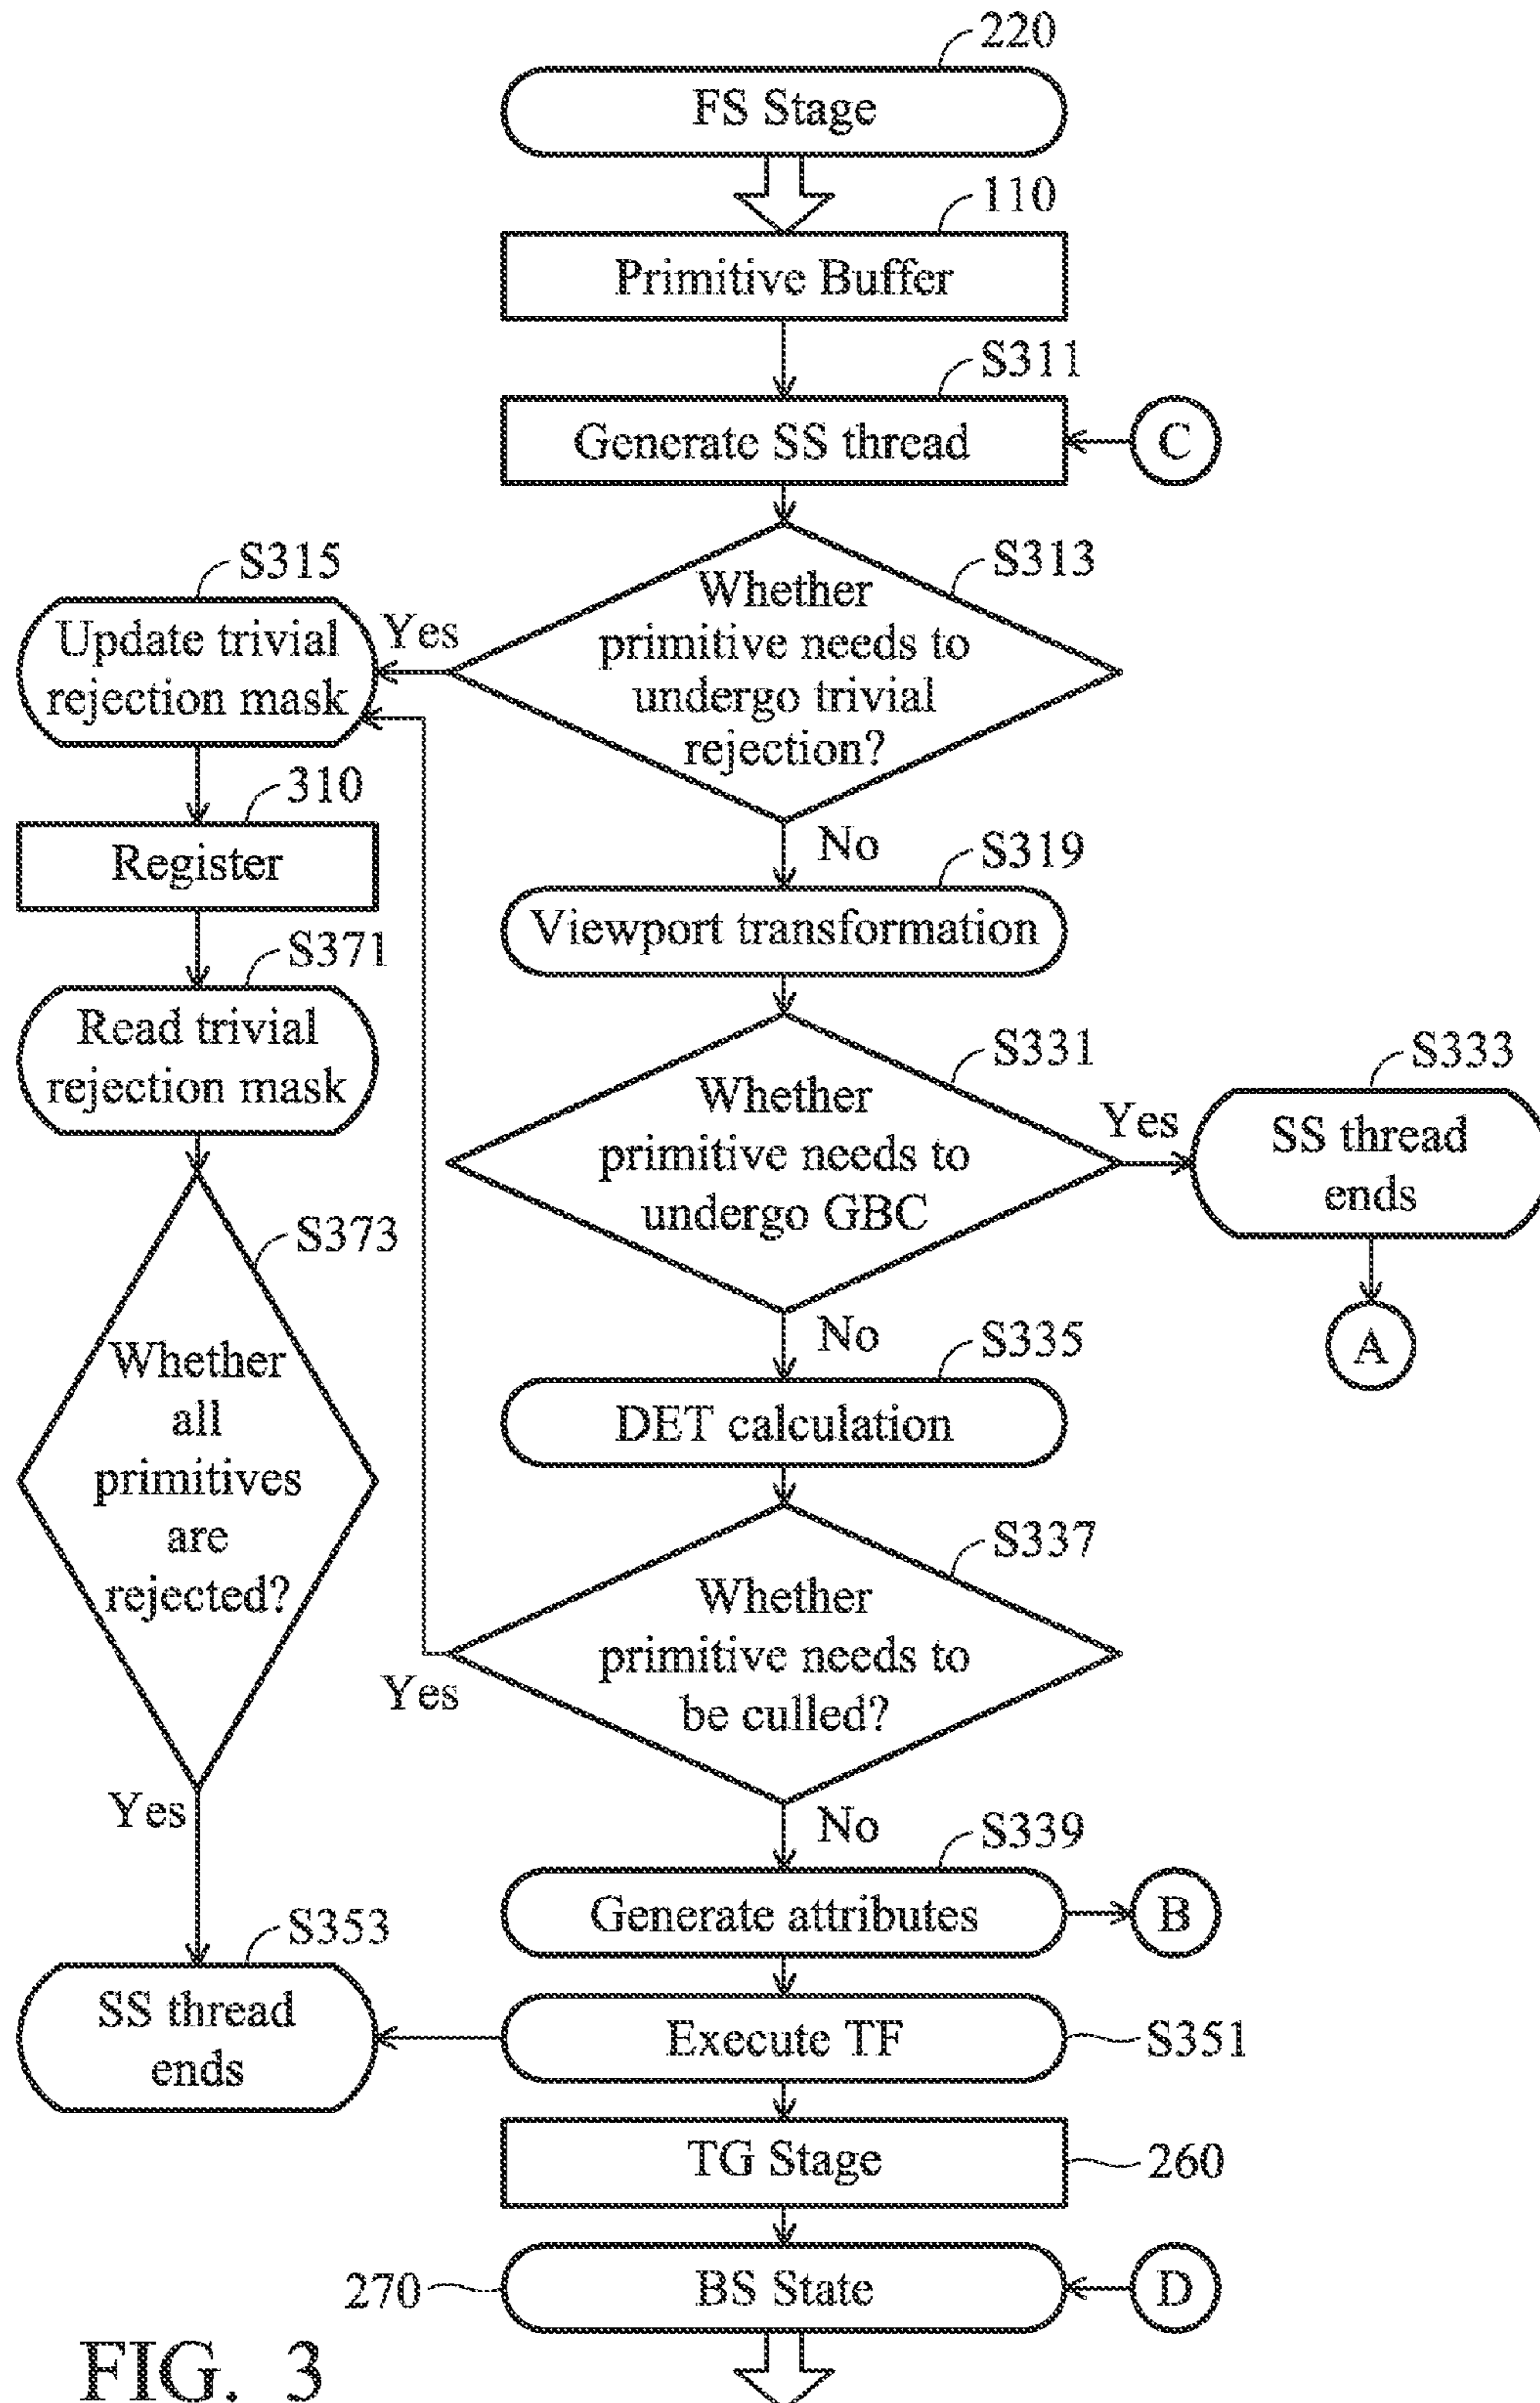 220
FS Stage
110
Primitive Buffer
S311
Generate SS thread
C
S313
Whether
primitive needs to
undergo trivial
rejection?
Yes
S315
Update trivial
rejection mask
310
Register
No
S319
Viewport transformation
S371
Read trivial
rejection mask
S331
Whether
primitive needs to
undergo GBC
Yes
S333
SS thread
ends
A
S373
Whether
all
primitives
are
rejected?
No
S335
DET calculation
S337
Whether
primitive needs to
be culled?
Yes
Yes
No
S339
Generate attributes
B
S353
SS thread
ends
Execute TF
S351
TG Stage
260
270
BS State
D
FIG. 3